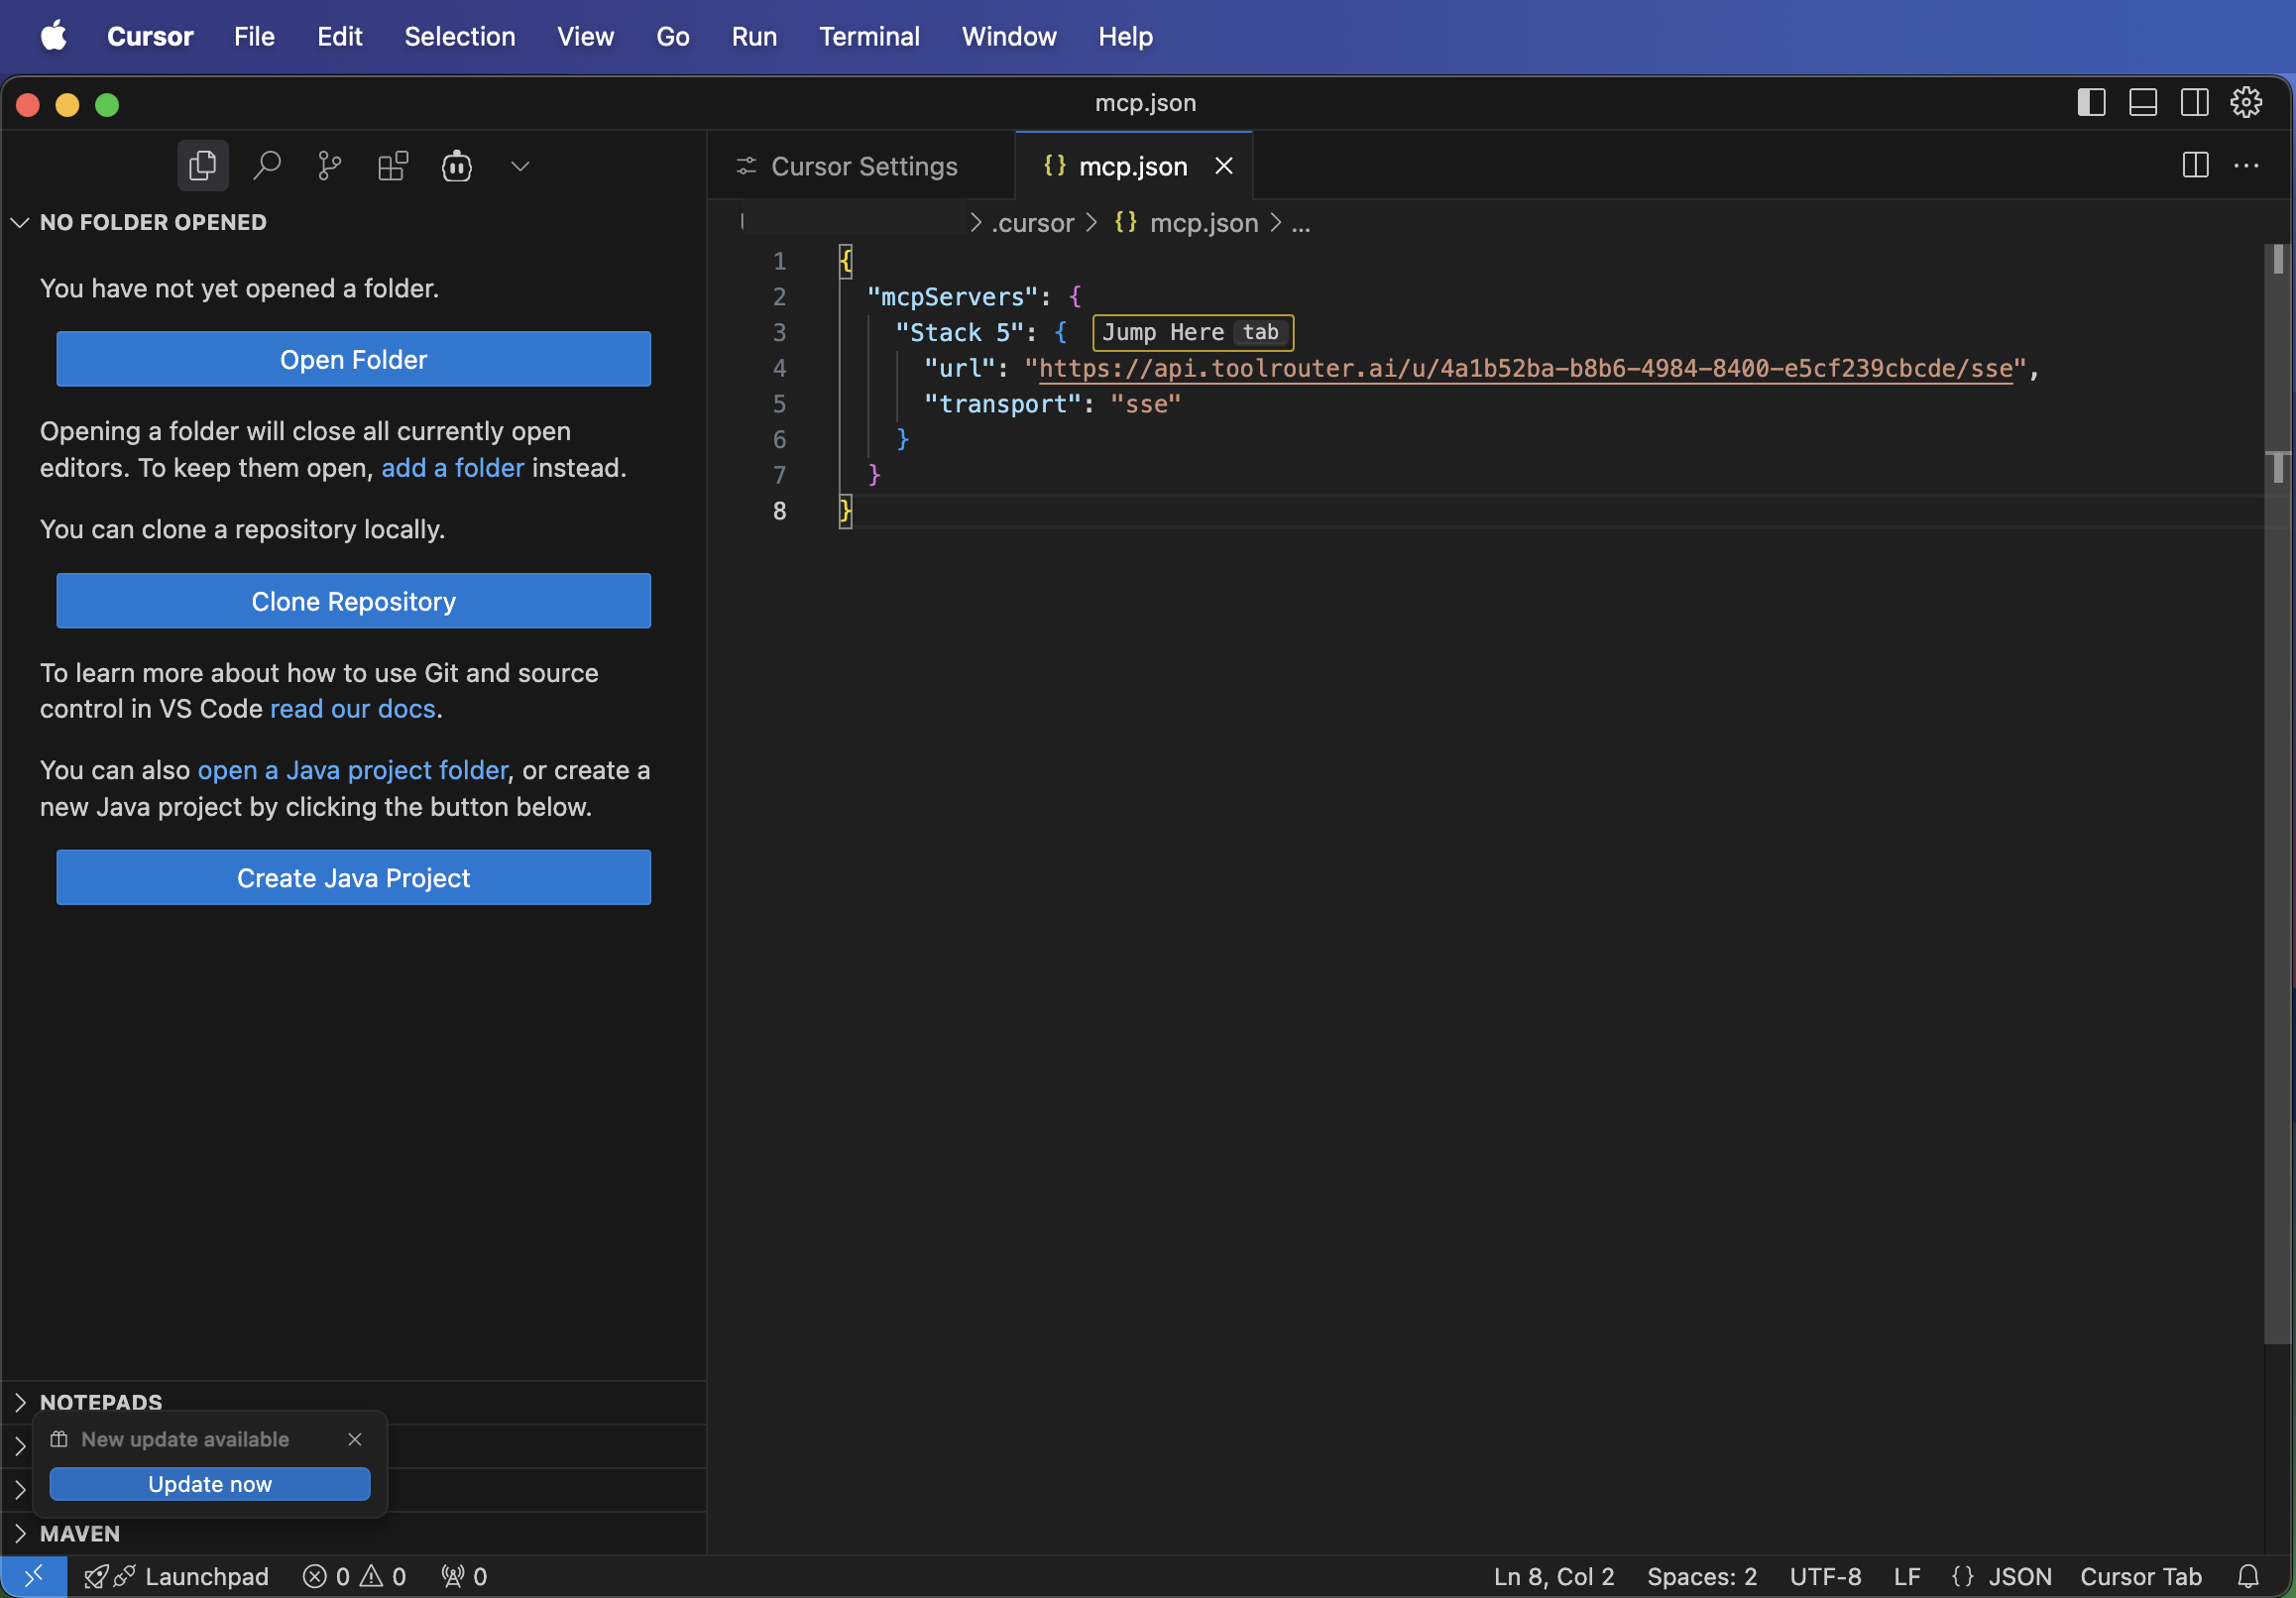 Cursor File Edit Selection View Go Run Terminal Window Help
mcp.json
Cursor Settings
{} mcp.json
NO FOLDER OPENED
> .cursor > {} mcp.json > ...
You have not yet opened a folder.
Open Folder
Opening a folder will close all currently open
editors. To keep them open, add a folder instead.
You can clone a repository locally.
Clone Repository
To learn more about how to use Git and source
control in VS Code read our docs.
You can also open a Java project folder, or create a
new Java project by clicking the button below.
Create Java Project
1 {
2 "mcpServers": {
3 "Stack 5": { Jump Here tab
4 "url": "https://api.toolrouter.ai/u/4a1b52ba-b8b6-4984-8400-e5cf239cbcde/sse",
5 "transport": "sse"
6 }
7 }
8 }
NOTEPADS
New update available
Update now
MAVEN
Launchpad 0 0 0 Ln 8, Col 2 Spaces: 2 UTF-8 LF {} JSON Cursor Tab